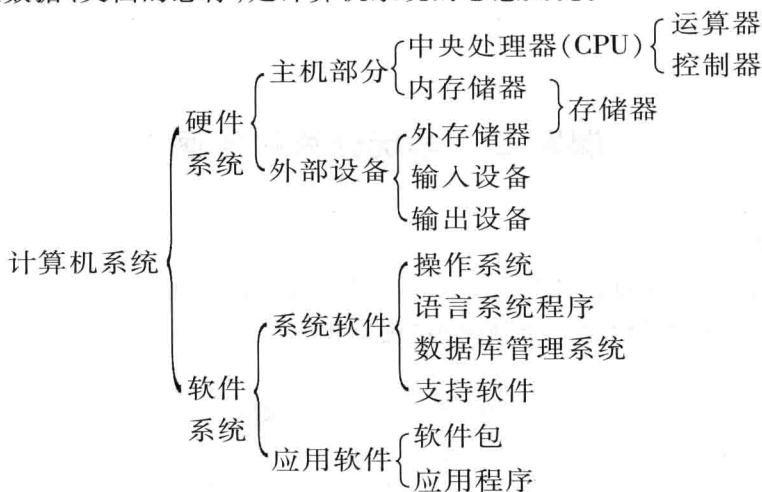 运算器
中央处理器(CPU)
控制器
主机部分
内存储器
存储器
硬件
系统
外存储器
外部设备
输入设备
输出设备
计算机系统
操作系统
语言系统程序
系统软件
数据库管理系统
支持软件
软件
系统
软件包
应用软件
应用程序